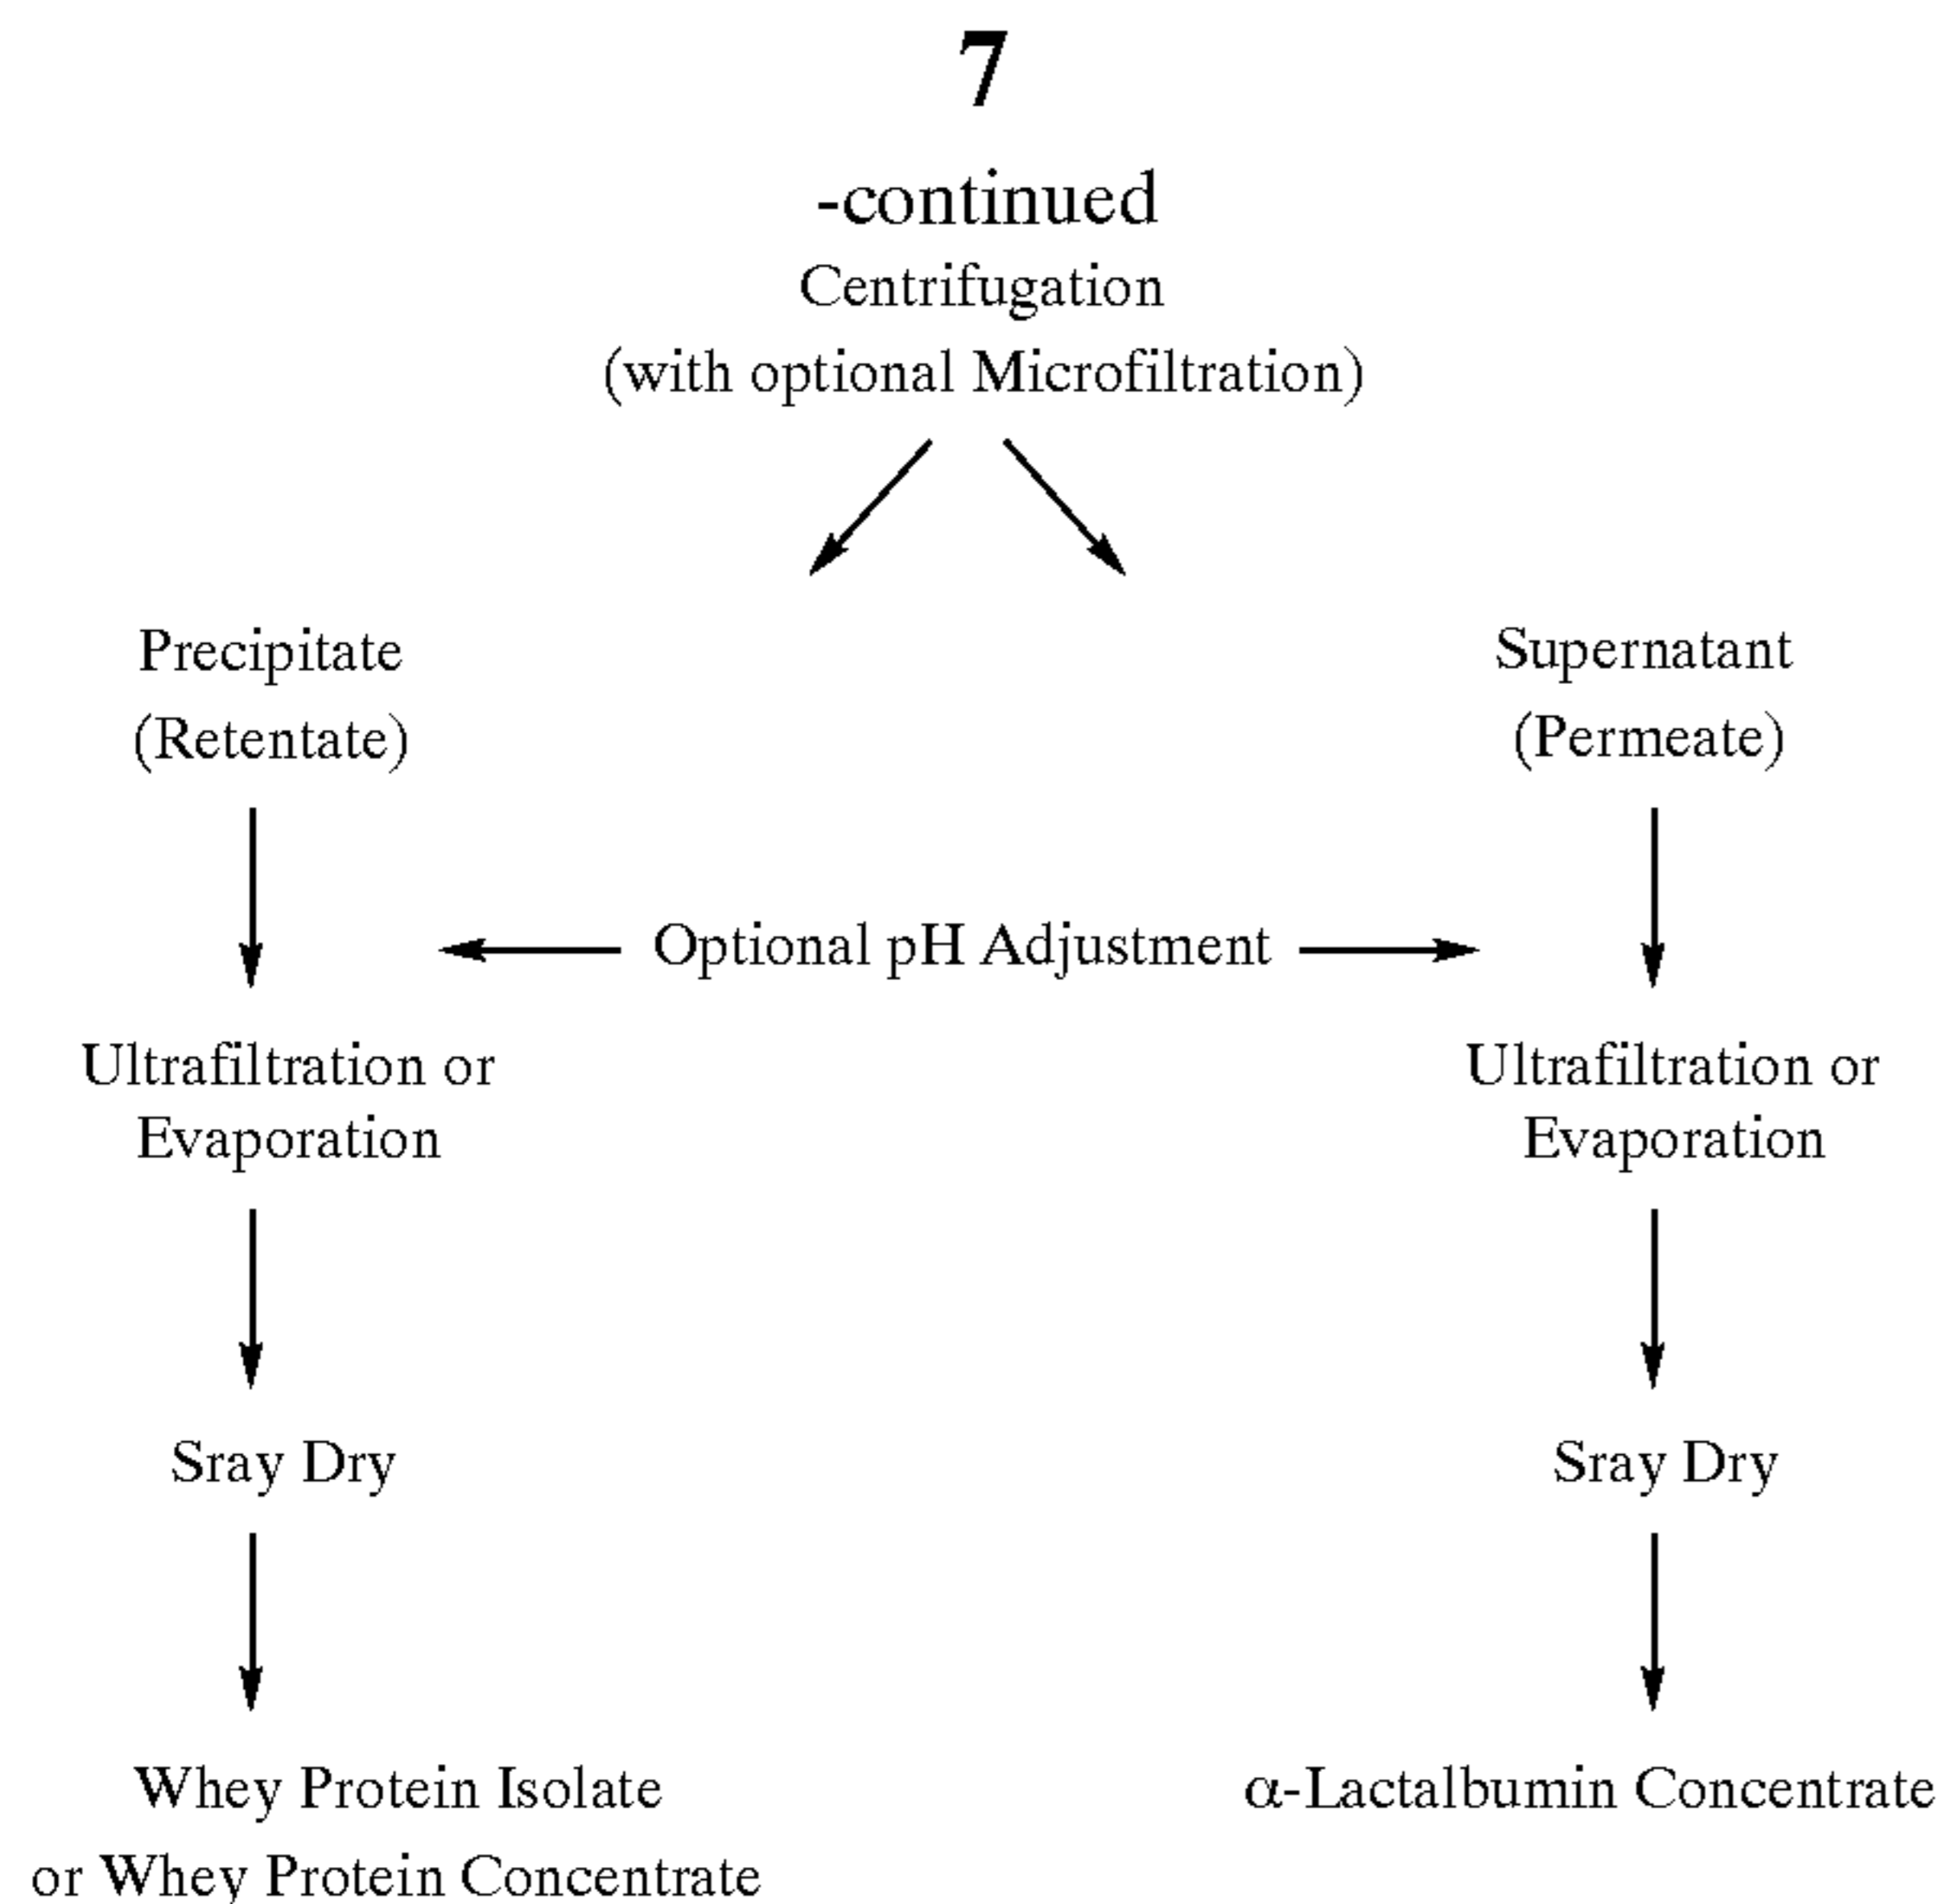 7
-continued
Centrifugation
(with optional Microfiltration)
Precipitate
(Retentate)
Supernatant
(Permeate)
Optional pH Adjustment
Ultrafiltration or
Evaporation
Ultrafiltration or
Evaporation
Sray Dry
Sray Dry
Whey Protein Isolate
or Whey Protein Concentrate
α-Lactalbumin Concentrate